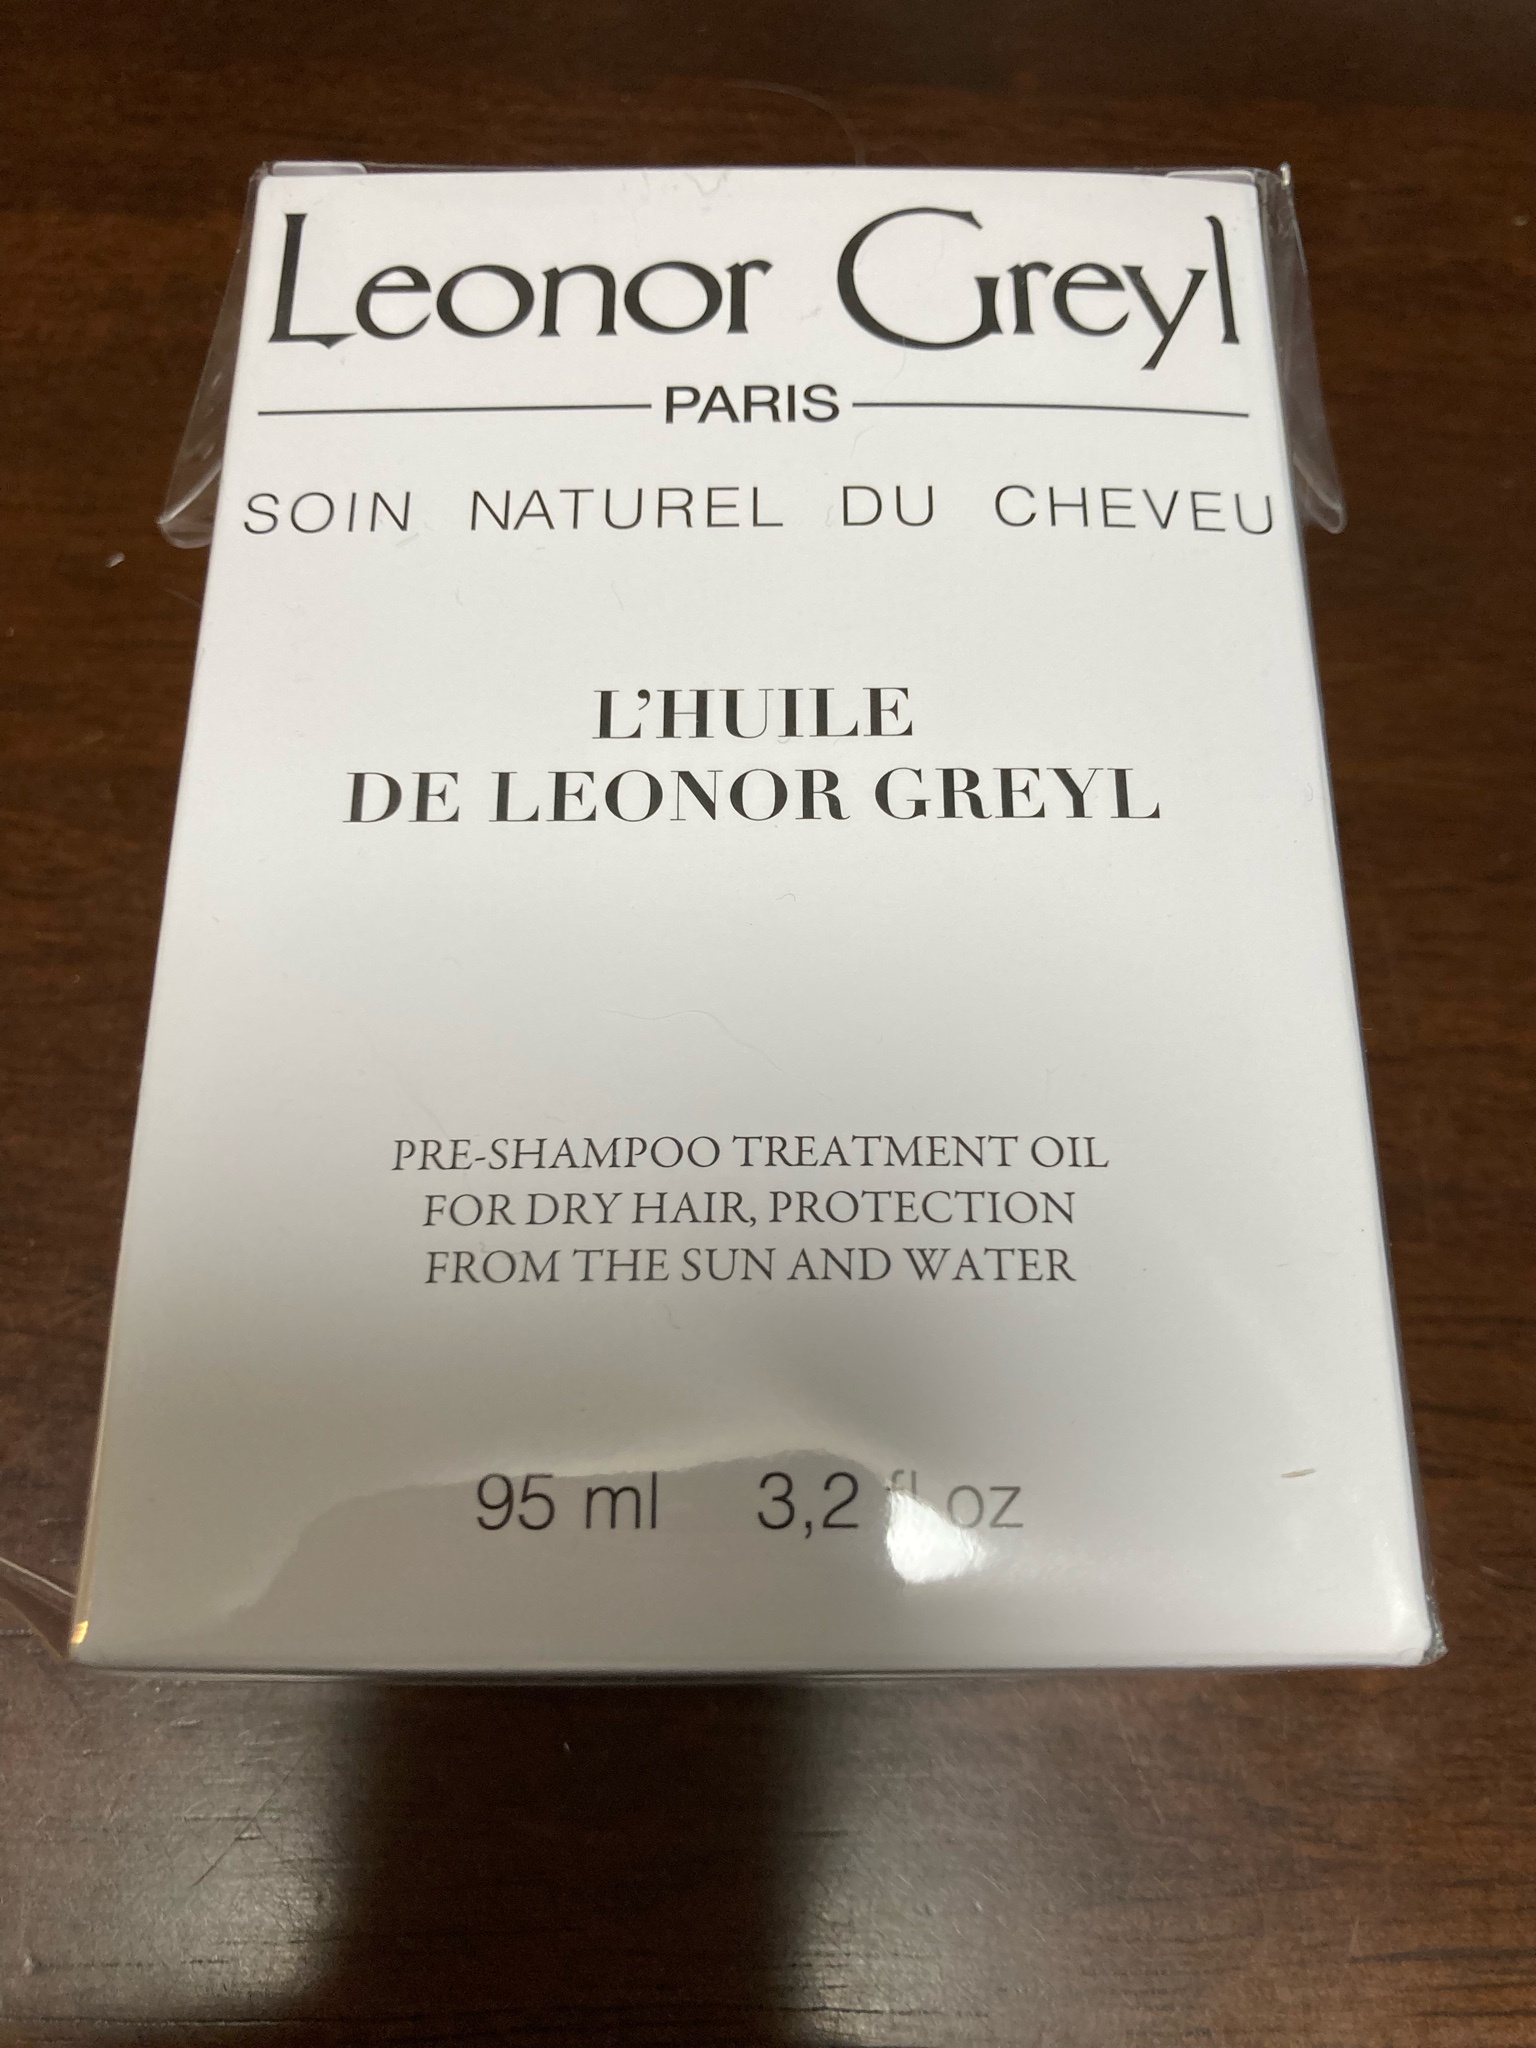 Leonor Greyl
PARIS
SOIN NATUREL DU CHEVEU
L'HUILE
DE LEONOR GREYL
PRE-SHAMPOO TREATMENT OIL
FOR DRY HAIR, PROTECTION
FROM THE SUN AND WATER
95 ml 3,2 fl oz